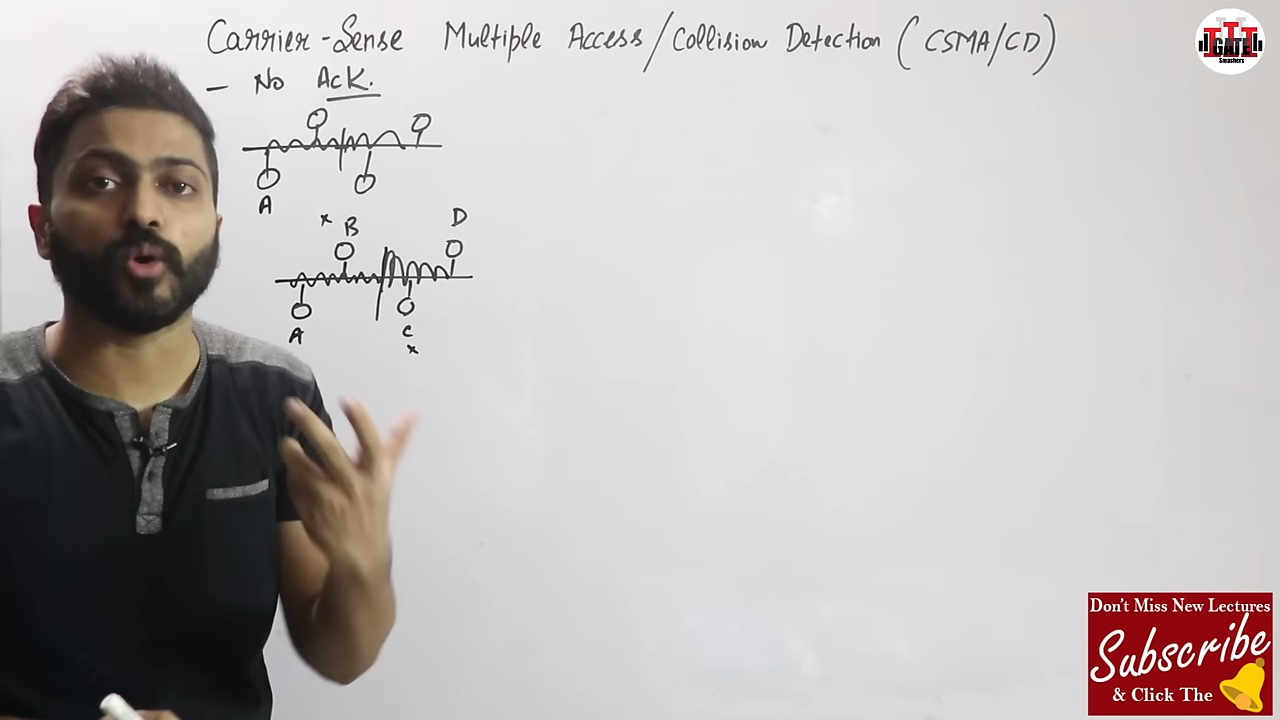 Carrier-Sense Multiple Access/Collision Detection (CSMA/CD)
- No Ack.
A
x B D
A C
x
GATE
Smashers
Don't Miss New Lectures
Subscribe
& Click The